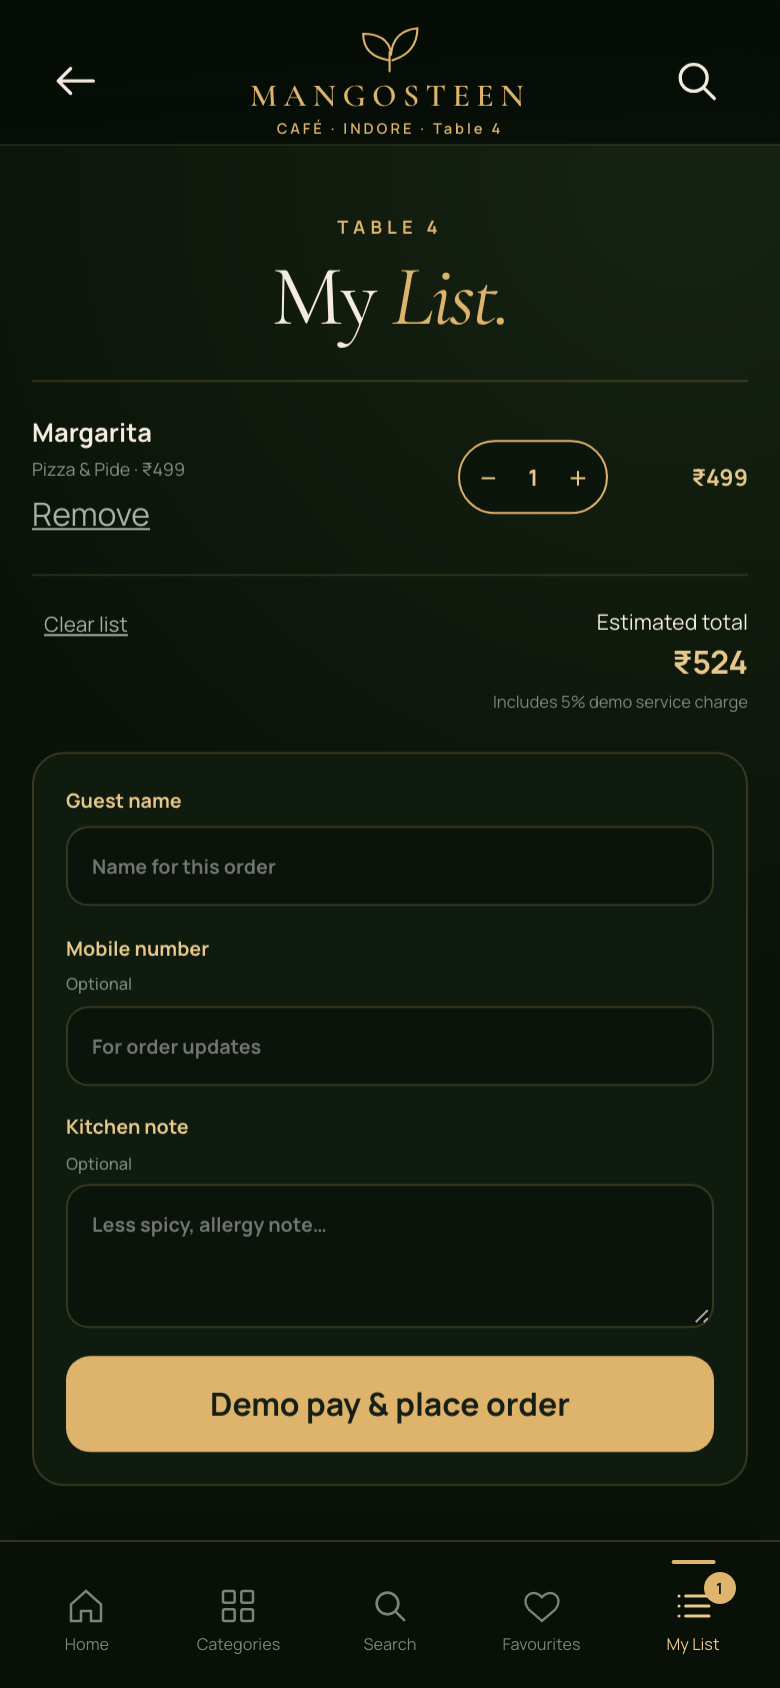 MANGOSTEEN
CAFÉ · INDORE · Table 4
TABLE 4
My List.
Margarita
Pizza & Pide · ₹499
Remove
− 1 +
₹499
Clear list
Estimated total
₹524
Includes 5% demo service charge
Guest name
Name for this order
Mobile number
Optional
For order updates
Kitchen note
Optional
Less spicy, allergy note…
Demo pay & place order
1
Home
Categories
Search
Favourites
My List